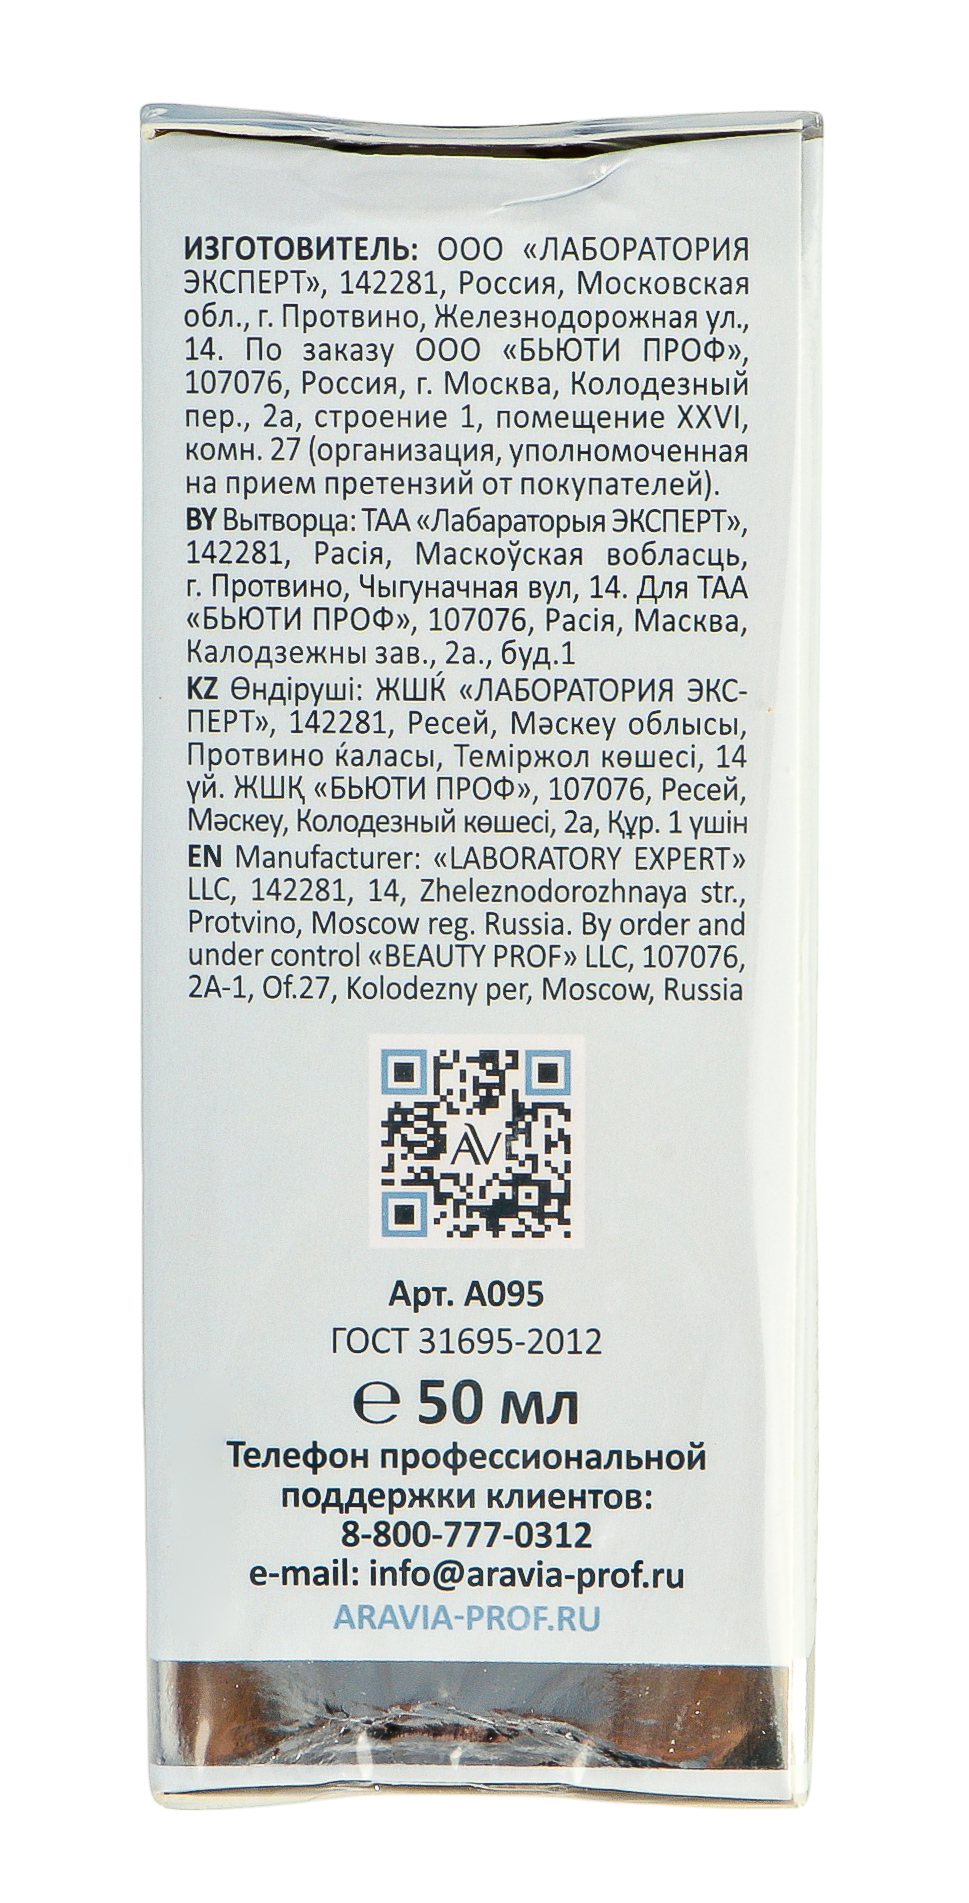 ИЗГОТОВИТЕЛЬ: ООО «ЛАБОРАТОРИЯ
ЭКСПЕРТ», 142281, Россия, Московская
обл., г. Протвино, Железнодорожная ул.,
14. По заказу ООО «БЬЮТИ ПРОФ»,
107076, Россия, г. Москва, Колодезный
пер., 2а, строение 1, помещение XXVI,
комн. 27 (организация, уполномоченная
на прием претензий от покупателей).
BY Вытворца: ТАА «Лабараторыя ЭКСПЕРТ»,
142281, Расія, Маскоўская вобласць,
г. Протвино, Чыгуначная вул, 14. Для ТАА
«БЬЮТИ ПРОФ», 107076, Расія, Масква,
Калодзежны зав., 2а., буд.1
KZ Өндіруші: ЖШЌ «ЛАБОРАТОРИЯ ЭКС-
ПЕРТ», 142281, Ресей, Мәскеу облысы,
Протвино ќаласы, Теміржол көшесі, 14
үй. ЖШҚ «БЬЮТИ ПРОФ», 107076, Ресей,
Мәскеу, Колодезный көшесі, 2а, Құр. 1 үшін
EN Manufacturer: «LABORATORY EXPERT»
LLC, 142281, 14, Zheleznodorozhnaya str.,
Protvino, Moscow reg. Russia. By order and
under control «BEAUTY PROF» LLC, 107076,
2A-1, Of.27, Kolodezny per, Moscow, Russia
AV
Арт. А095
ГОСТ 31695-2012
℮ 50 мл
Телефон профессиональной
поддержки клиентов:
8-800-777-0312
e-mail: info@aravia-prof.ru
ARAVIA-PROF.RU